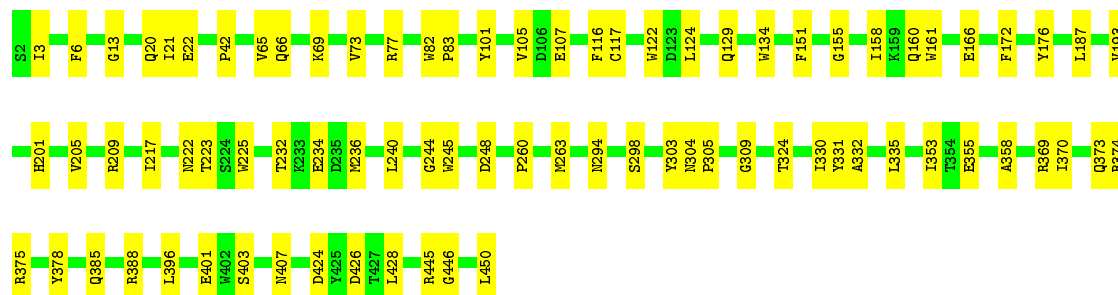 S2 I3 F6 G13 Q20 I21 E22 P42 V65 Q66 K69 V73 R77 W82 P83 Y101 V105 D106 E107 F116 C117 W122 D123 L124 Q129 W134 F151 G155 I158 K159 Q160 W161 E166 F172 Y176 L187
H201 V205 R209 I217 N222 T223 S224 W225 T232 K233 E234 D235 M236 L240 G244 W245 D248 P260 M263 N294 S298 Y303 N304 P305 G309 T324 I330 Y331 A332 L335 I353 T354 E355 A358 R369 I370 Q373
R375 Y378 Q385 R388 L396 E401 W402 S403 N407 D424 Y425 D426 T427 L428 R445 G446 L450